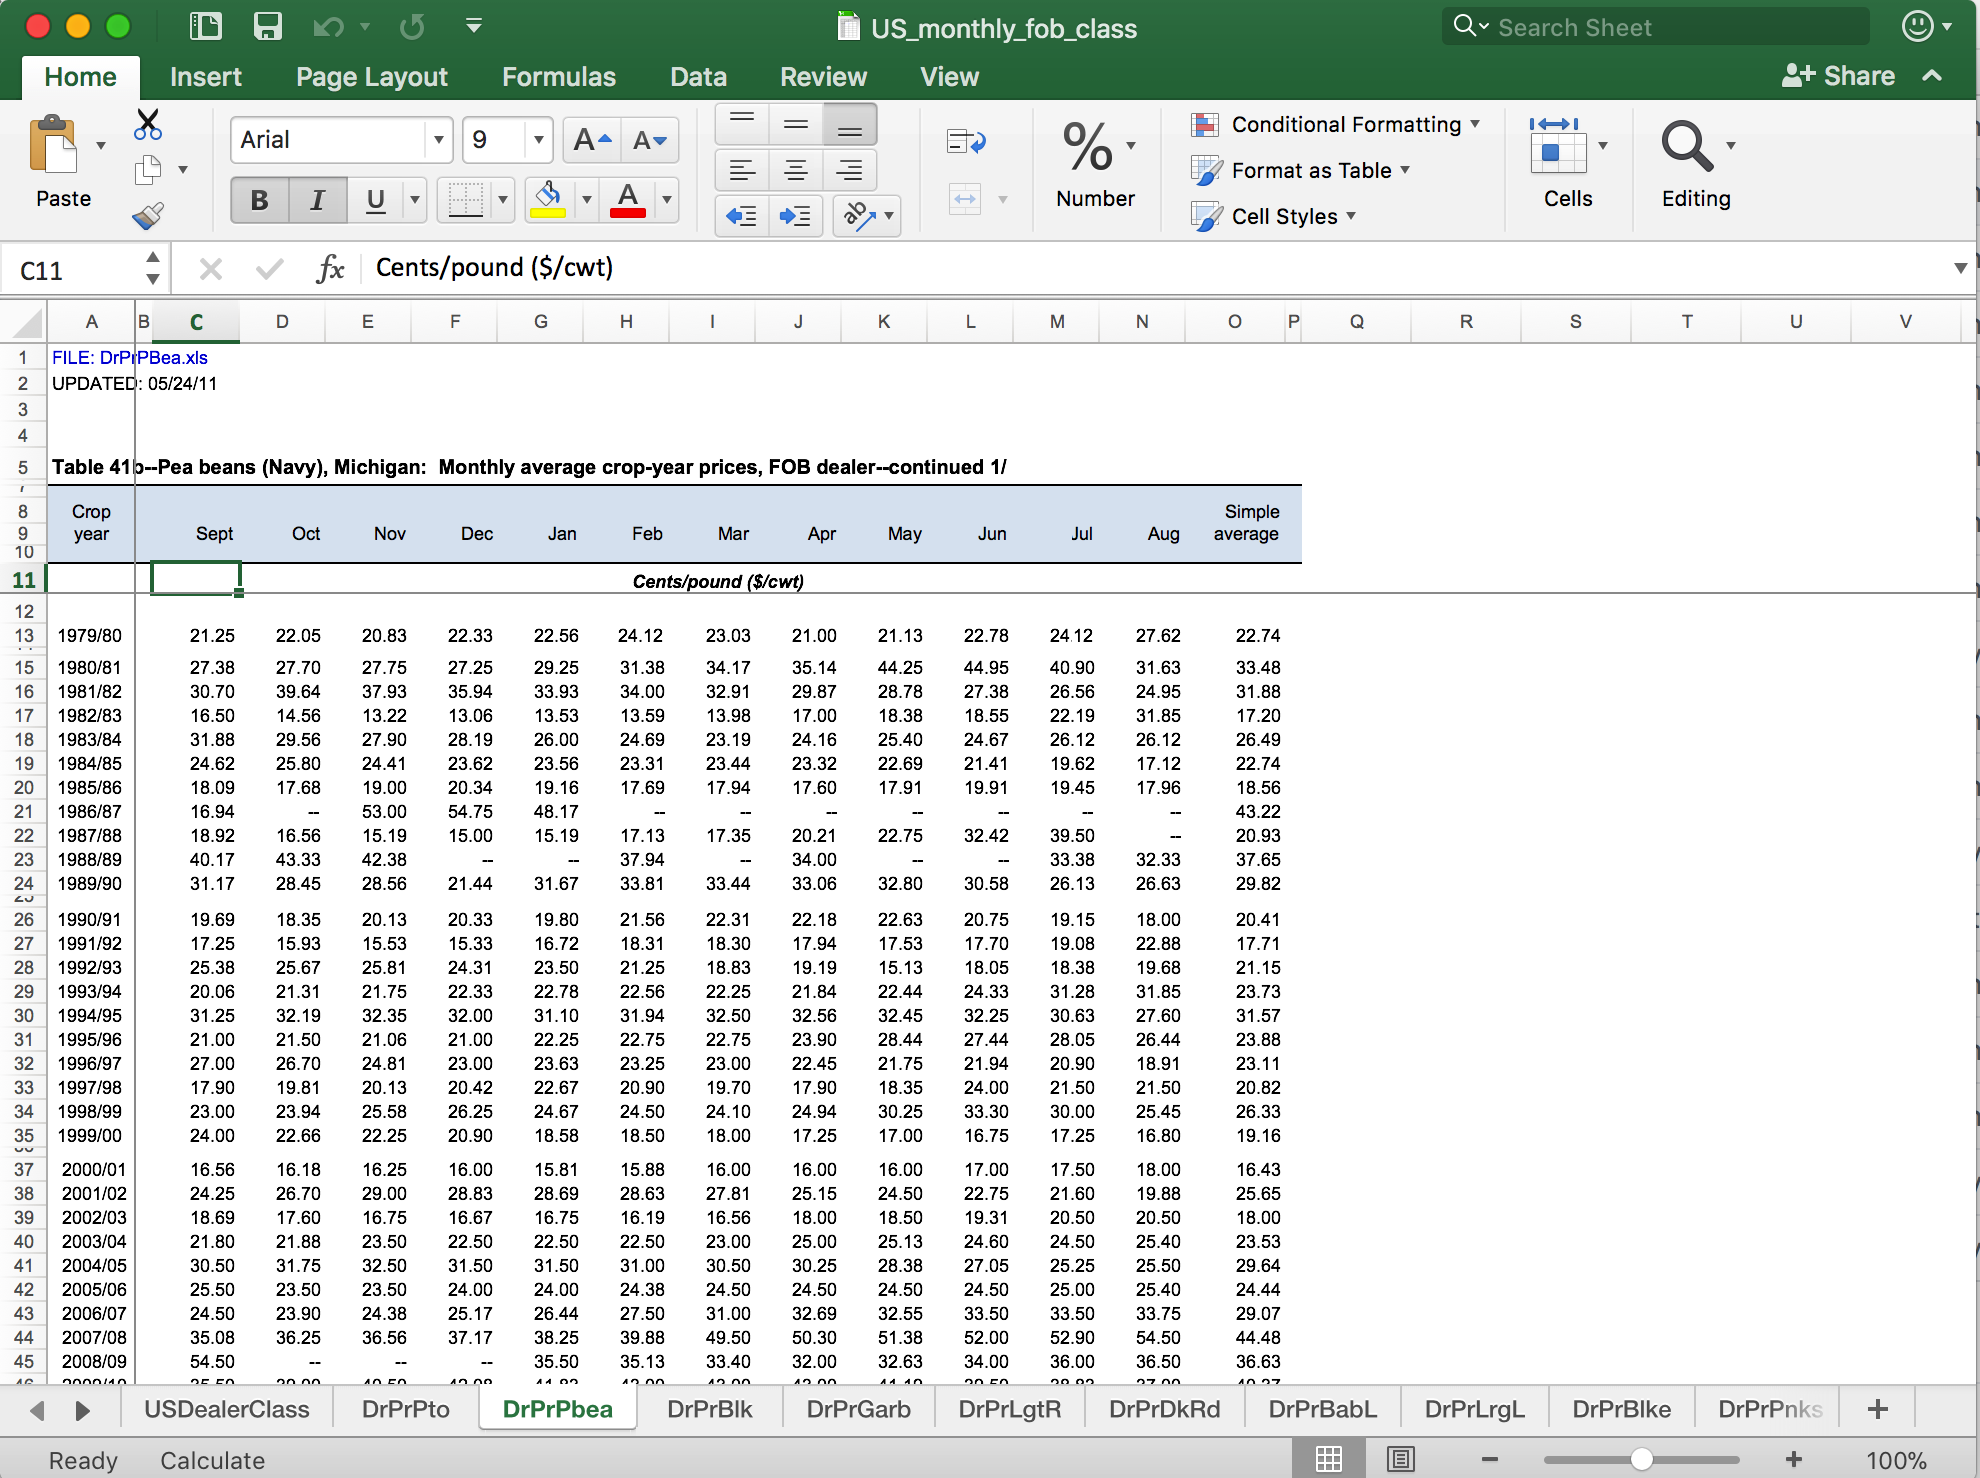 US_monthly_fob_class
Search Sheet
Home Insert Page Layout Formulas Data Review View Share
Paste
Arial 9
A A
B I U A
ab
% Number
Conditional Formatting
Format as Table
Cell Styles
Cells
Editing
C11 fx Cents/pound ($/cwt)
A B C D E F G H I J K L M N O P Q R S T U V
1 FILE: DrPrPBea.xls
2 UPDATED: 05/24/11
3
4
5 Table 41b--Pea beans (Navy), Michigan: Monthly average crop-year prices, FOB dealer--continued 1/
8 Crop Simple
9 year Sept Oct Nov Dec Jan Feb Mar Apr May Jun Jul Aug average
10
11 Cents/pound ($/cwt)
12
13 1979/80 21.25 22.05 20.83 22.33 22.56 24.12 23.03 21.00 21.13 22.78 24.12 27.62 22.74
15 1980/81 27.38 27.70 27.75 27.25 29.25 31.38 34.17 35.14 44.25 44.95 40.90 31.63 33.48
16 1981/82 30.70 39.64 37.93 35.94 33.93 34.00 32.91 29.87 28.78 27.38 26.56 24.95 31.88
17 1982/83 16.50 14.56 13.22 13.06 13.53 13.59 13.98 17.00 18.38 18.55 22.19 31.85 17.20
18 1983/84 31.88 29.56 27.90 28.19 26.00 24.69 23.19 24.16 25.40 24.67 26.12 26.12 26.49
19 1984/85 24.62 25.80 24.41 23.62 23.56 23.31 23.44 23.32 22.69 21.41 19.62 17.12 22.74
20 1985/86 18.09 17.68 19.00 20.34 19.16 17.69 17.94 17.60 17.91 19.91 19.45 17.96 18.56
21 1986/87 16.94 -- 53.00 54.75 48.17 -- -- -- -- -- -- -- 43.22
22 1987/88 18.92 16.56 15.19 15.00 15.19 17.13 17.35 20.21 22.75 32.42 39.50 -- 20.93
23 1988/89 40.17 43.33 42.38 -- -- 37.94 -- 34.00 -- -- 33.38 32.33 37.65
24 1989/90 31.17 28.45 28.56 21.44 31.67 33.81 33.44 33.06 32.80 30.58 26.13 26.63 29.82
26 1990/91 19.69 18.35 20.13 20.33 19.80 21.56 22.31 22.18 22.63 20.75 19.15 18.00 20.41
27 1991/92 17.25 15.93 15.53 15.33 16.72 18.31 18.30 17.94 17.53 17.70 19.08 22.88 17.71
28 1992/93 25.38 25.67 25.81 24.31 23.50 21.25 18.83 19.19 15.13 18.05 18.38 19.68 21.15
29 1993/94 20.06 21.31 21.75 22.33 22.78 22.56 22.25 21.84 22.44 24.33 31.28 31.85 23.73
30 1994/95 31.25 32.19 32.35 32.00 31.10 31.94 32.50 32.56 32.45 32.25 30.63 27.60 31.57
31 1995/96 21.00 21.50 21.06 21.00 22.25 22.75 22.75 23.90 28.44 27.44 28.05 26.44 23.88
32 1996/97 27.00 26.70 24.81 23.00 23.63 23.25 23.00 22.45 21.75 21.94 20.90 18.91 23.11
33 1997/98 17.90 19.81 20.13 20.42 22.67 20.90 19.70 17.90 18.35 24.00 21.50 21.50 20.82
34 1998/99 23.00 23.94 25.58 26.25 24.67 24.50 24.10 24.94 30.25 33.30 30.00 25.45 26.33
35 1999/00 24.00 22.66 22.25 20.90 18.58 18.50 18.00 17.25 17.00 16.75 17.25 16.80 19.16
37 2000/01 16.56 16.18 16.25 16.00 15.81 15.88 16.00 16.00 16.00 17.00 17.50 18.00 16.43
38 2001/02 24.25 26.70 29.00 28.83 28.69 28.63 27.81 25.15 24.50 22.75 21.60 19.88 25.65
39 2002/03 18.69 17.60 16.75 16.67 16.75 16.19 16.56 18.00 18.50 19.31 20.50 20.50 18.00
40 2003/04 21.80 21.88 23.50 22.50 22.50 22.50 23.00 25.00 25.13 24.60 24.50 25.40 23.53
41 2004/05 30.50 31.75 32.50 31.50 31.50 31.00 30.50 30.25 28.38 27.05 25.25 25.50 29.64
42 2005/06 25.50 23.50 23.50 24.00 24.00 24.38 24.50 24.50 24.50 24.50 25.00 25.40 24.44
43 2006/07 24.50 23.90 24.38 25.17 26.44 27.50 31.00 32.69 32.55 33.50 33.50 33.75 29.07
44 2007/08 35.08 36.25 36.56 37.17 38.25 39.88 49.50 50.30 51.38 52.00 52.90 54.50 44.48
45 2008/09 54.50 -- -- -- 35.50 35.13 33.40 32.00 32.63 34.00 36.00 36.50 36.63
USDealerClass DrPrPto DrPrPbea DrPrBlk DrPrGarb DrPrLgtR DrPrDkRd DrPrBabL DrPrLrgL DrPrBlke DrPrPnks +
Ready Calculate 100%